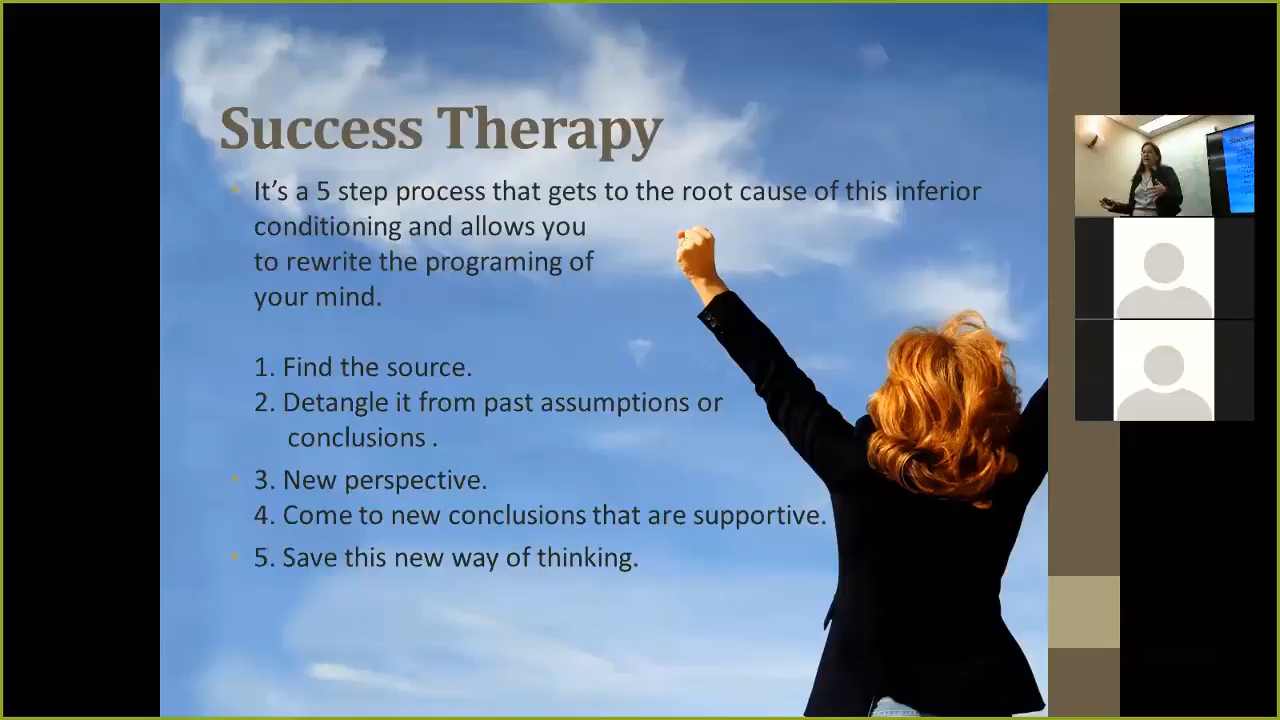 Success Therapy
It’s a 5 step process that gets to the root cause of this inferior
conditioning and allows you
to rewrite the programing of
your mind.
1. Find the source.
2. Detangle it from past assumptions or
conclusions .
3. New perspective.
4. Come to new conclusions that are supportive.
5. Save this new way of thinking.